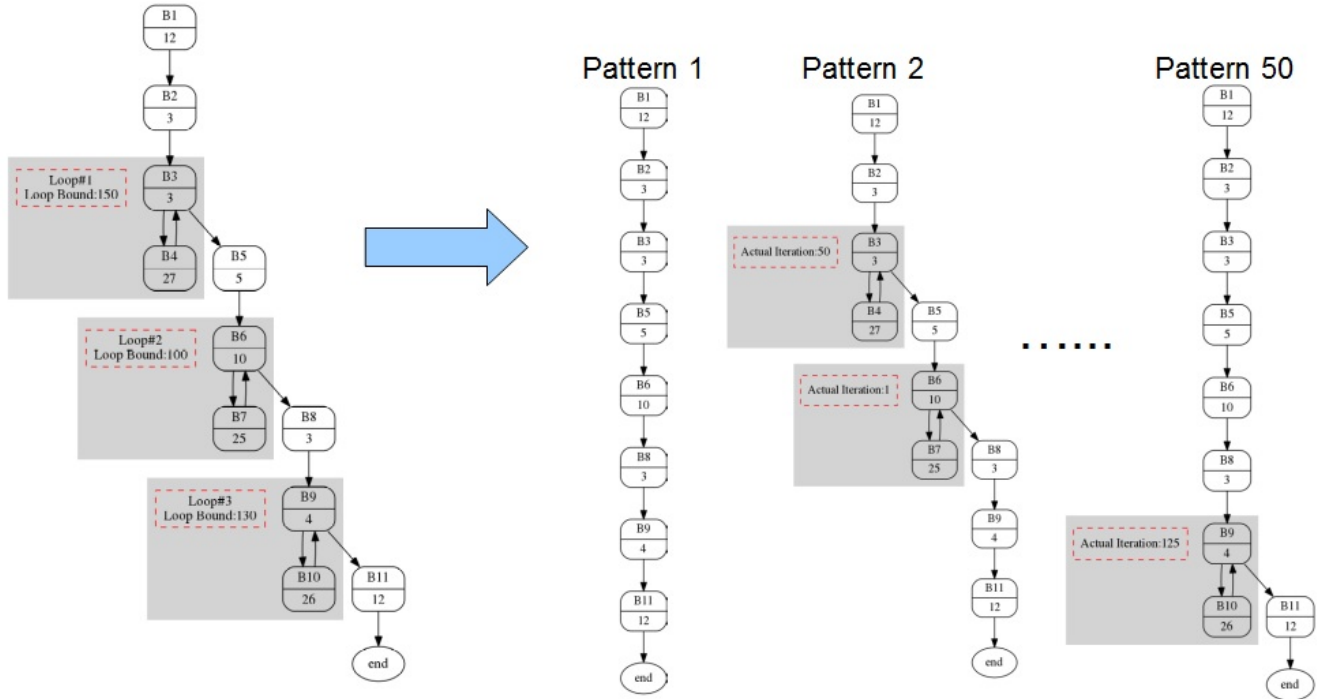 B1
12
B2
3
Loop#1
Loop Bound:150
B3
3
B4
27
B5
5
Loop#2
Loop Bound:100
B6
10
B7
25
B8
3
Loop#3
Loop Bound:130
B9
4
B10
26
B11
12
end
Pattern 1
B1
12
B2
3
B3
3
B5
5
B6
10
B8
3
B9
4
B11
12
end
Pattern 2
B1
12
B2
3
Actual Iteration:50
B3
3
B4
27
B5
5
Actual Iteration:1
B6
10
B7
25
B8
3
B9
4
B11
12
end
......
Pattern 50
B1
12
B2
3
B3
3
B5
5
B6
10
B8
3
Actual Iteration:125
B9
4
B10
26
B11
12
end